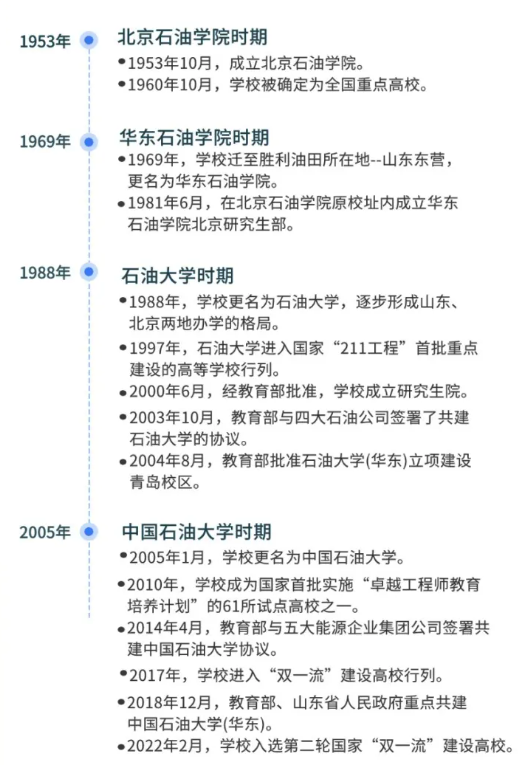 1953年
北京石油学院时期
•1953年10月，成立北京石油学院。
•1960年10月，学校被确定为全国重点高校。
1969年
华东石油学院时期
•1969年，学校迁至胜利油田所在地--山东东营，
更名为华东石油学院。
•1981年6月，在北京石油学院原校址内成立华东
石油学院北京研究生部。
1988年
石油大学时期
•1988年，学校更名为石油大学，逐步形成山东、
北京两地办学的格局。
•1997年，石油大学进入国家“211工程”首批重点
建设的高等学校行列。
•2000年6月，经教育部批准，学校成立研究生院。
•2003年10月，教育部与四大石油公司签署了共建
石油大学的协议。
•2004年8月，教育部批准石油大学(华东)立项建设
青岛校区。
2005年
中国石油大学时期
•2005年1月，学校更名为中国石油大学。
•2010年，学校成为国家首批实施“卓越工程师教育
培养计划”的61所试点高校之一。
•2014年4月，教育部与五大能源企业集团公司签署共
建中国石油大学协议。
•2017年，学校进入“双一流”建设高校行列。
•2018年12月，教育部、山东省人民政府重点共建
中国石油大学(华东)。
•2022年2月，学校入选第二轮国家“双一流”建设高校。